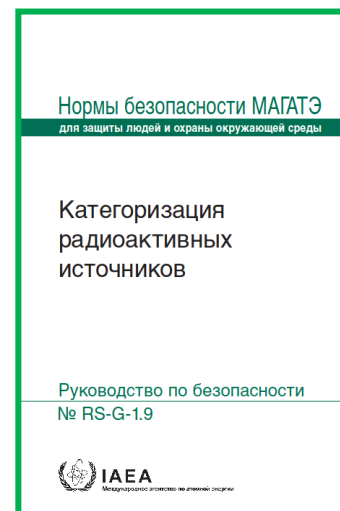 Нормы безопасности МАГАТЭ
для защиты людей и охраны окружающей среды
Категоризация
радиоактивных
источников
Руководство по безопасности
№ RS-G-1.9
IAEA
Международное агентство по атомной энергии